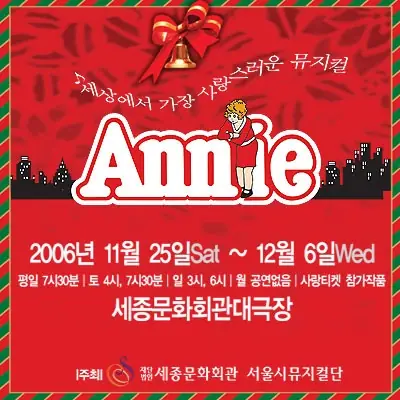 ♪세상에서 가장 사랑스러운 뮤지컬
Annie
2006년 11월 25일Sat ~ 12월 6일Wed
평일 7시30분 | 토 4시, 7시30분 | 일 3시, 6시 | 월 공연없음 | 사랑티켓 참가작품
세종문화회관대극장
|주최| 재단법인 세종문화회관 서울시뮤지컬단